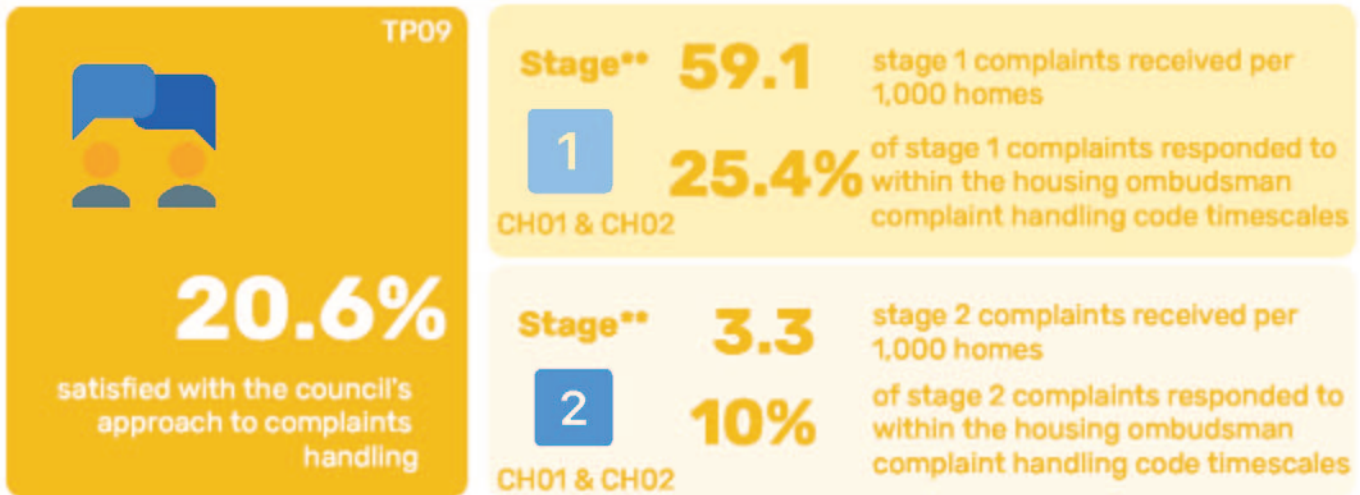 TP09
20.6%
satisfied with the council's
approach to complaints
handling
Stage**
1
CH01 & CH02
59.1
stage 1 complaints received per
1,000 homes
25.4%
of stage 1 complaints responded to
within the housing ombudsman
complaint handling code timescales
Stage**
2
CH01 & CH02
3.3
stage 2 complaints received per
1,000 homes
10%
of stage 2 complaints responded to
within the housing ombudsman
complaint handling code timescales